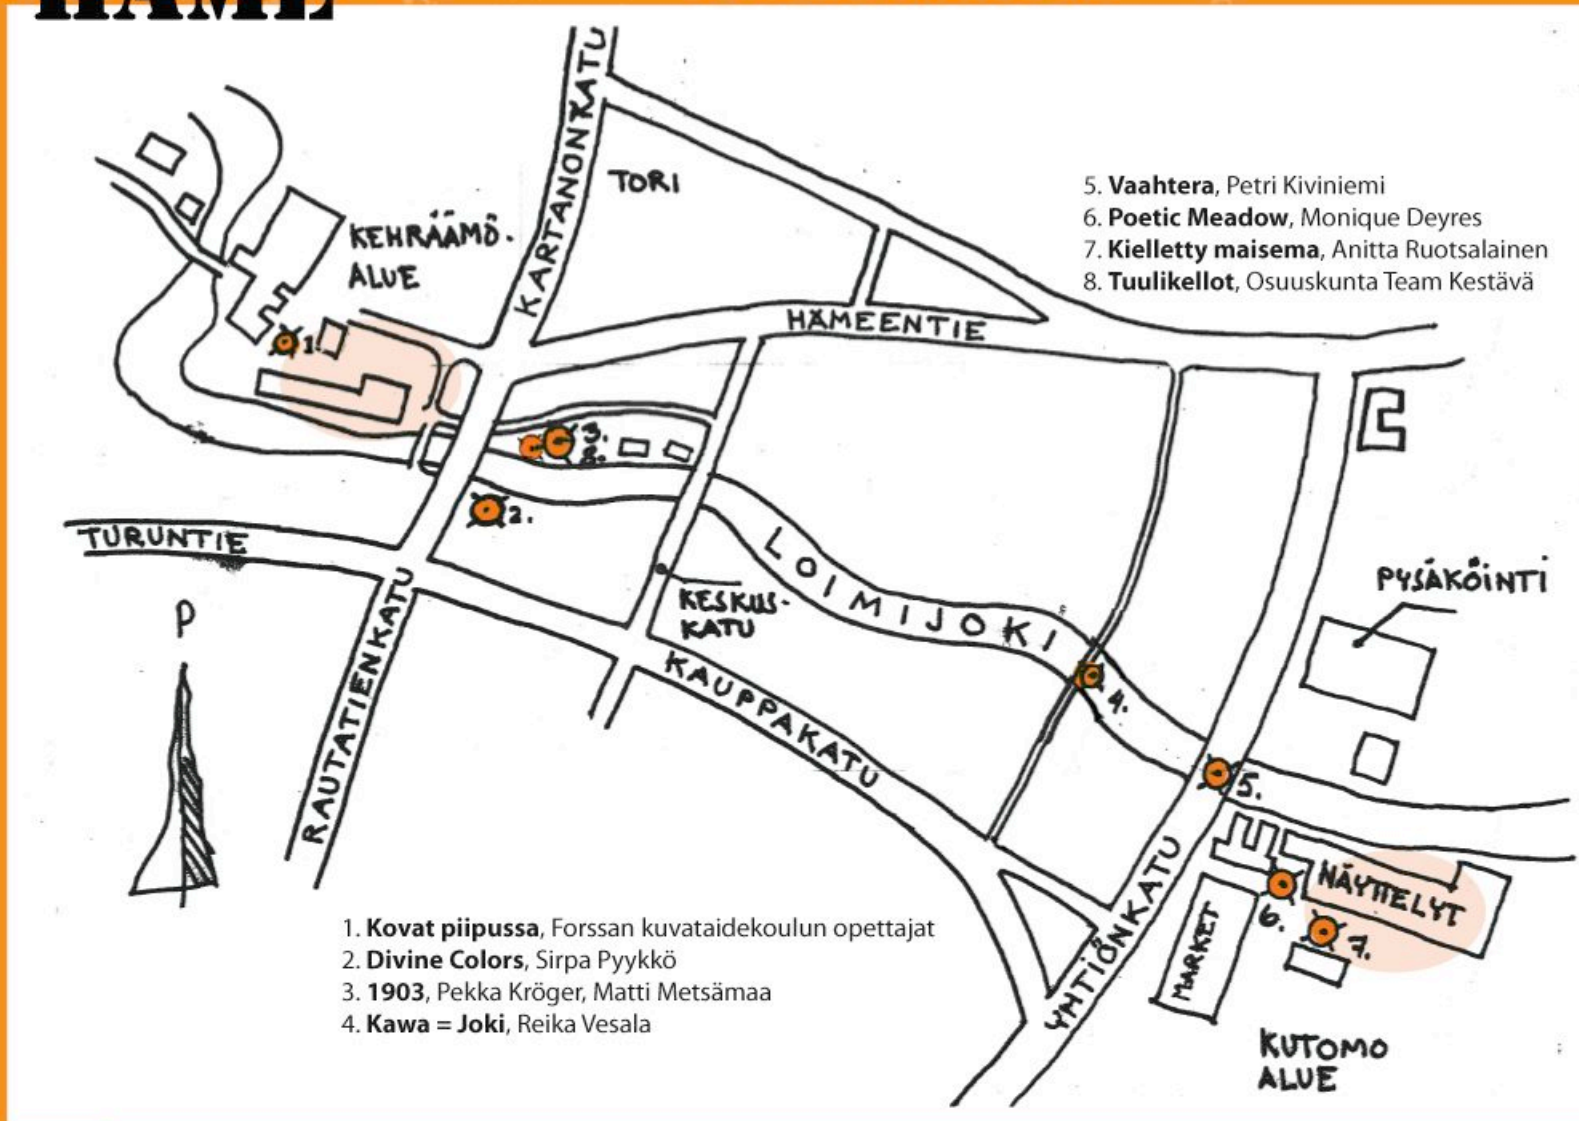 HÄME
KARTANONKATU
TORI
KEHRÄÄMÖ-
ALUE
5. Vaahtera, Petri Kiviniemi
6. Poetic Meadow, Monique Deyres
7. Kielletty maisema, Anitta Ruotsalainen
8. Tuulikellot, Osuuskunta Team Kestävä
HÄMEENTIE
1.
3.
8.
2.
TURUNTIE
LOIMIJOKI
PYSÄKÖINTI
KESKUS-
KATU
P
RAUTATIENKATU
KAUPPAKATU
4.
5.
YHTIÖNKATU
NÄYTTELYT
MARKET
6.
7.
1. Kovat piipussa, Forssan kuvataidekoulun opettajat
2. Divine Colors, Sirpa Pyykkö
3. 1903, Pekka Kröger, Matti Metsämaa
4. Kawa = Joki, Reika Vesala
KUTOMO
ALUE